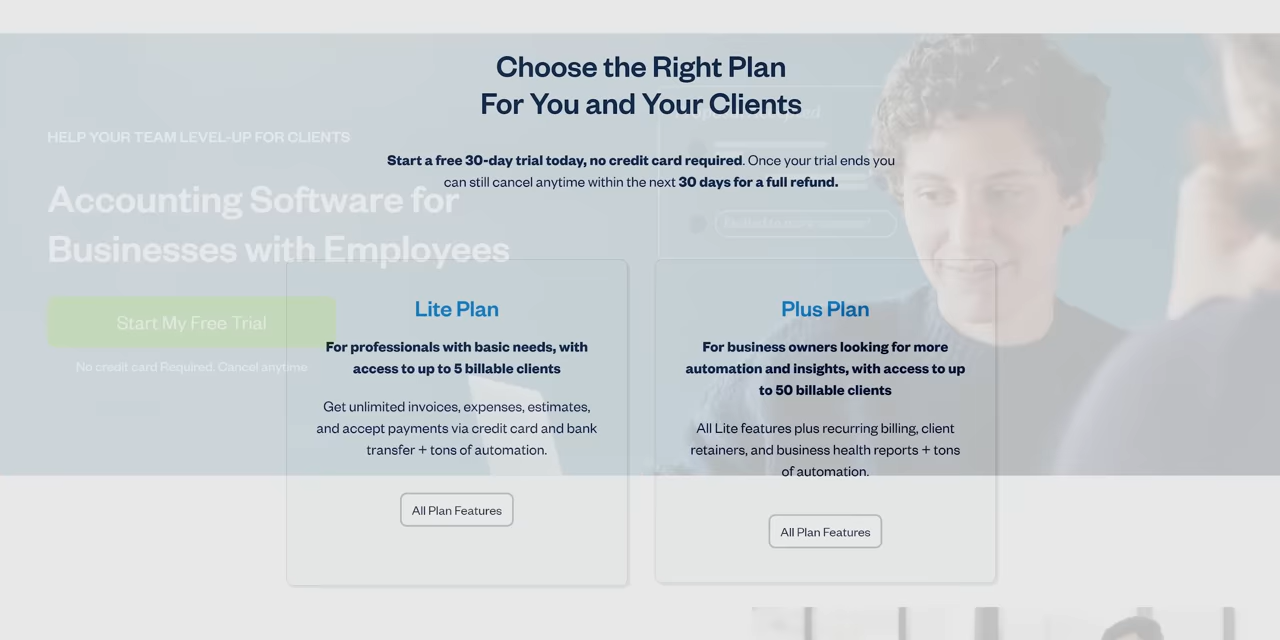 Choose the Right Plan
For You and Your Clients
HELP YOUR TEAM LEVEL-UP FOR CLIENTS
Start a free 30-day trial today, no credit card required. Once your trial ends you
can still cancel anytime within the next 30 days for a full refund.
Accounting Software for
Businesses with Employees
Start My Free Trial
No credit card Required. Cancel anytime
Lite Plan
For professionals with basic needs, with
access to up to 5 billable clients
Get unlimited invoices, expenses, estimates,
and accept payments via credit card and bank
transfer + tons of automation.
All Plan Features
Plus Plan
For business owners looking for more
automation and insights, with access to up
to 50 billable clients
All Lite features plus recurring billing, client
retainers, and business health reports + tons
of automation.
All Plan Features